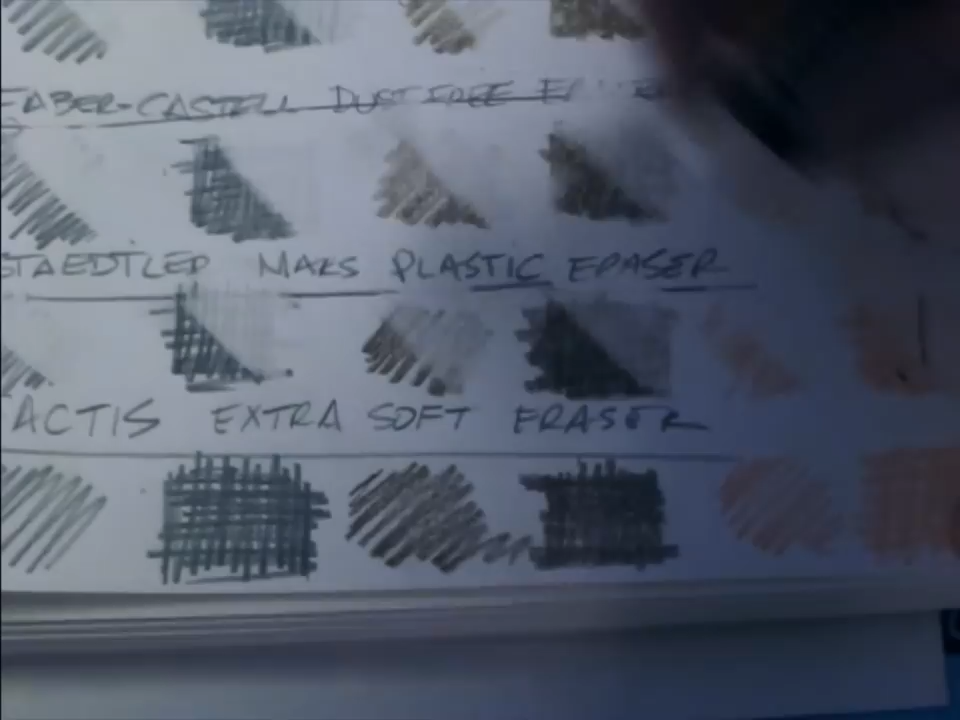 FABER-CASTELL DUST FREE
STAEDTLER MARS PLASTIC ERASER
ACTIS EXTRA SOFT ERASER